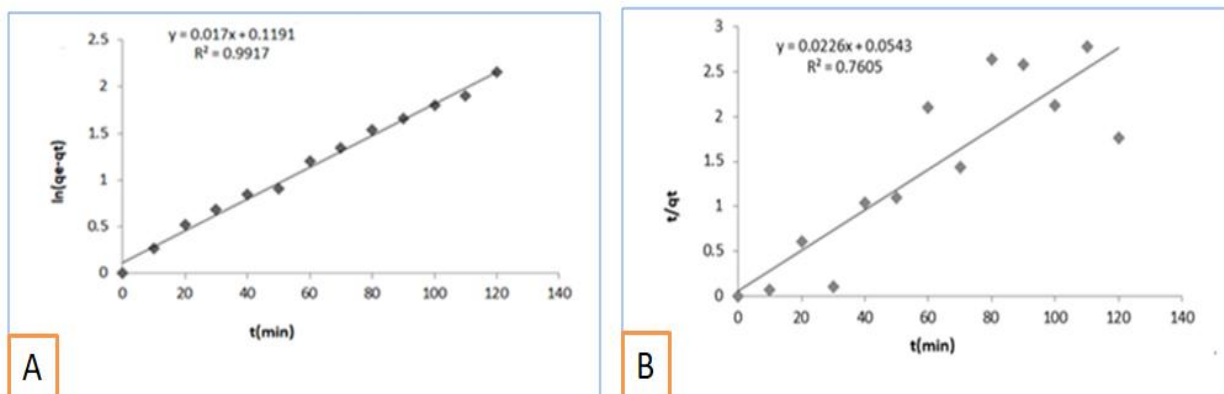 y = 0.017x + 0.1191
R² = 0.9917
2.5
2
1.5
1
0.5
0
ln(qe-qt)
0 20 40 60 80 100 120 140
t(min)
A
y = 0.0226x + 0.0543
R² = 0.7605
3
2.5
2
1.5
1
0.5
0
t/qt
0 20 40 60 80 100 120 140
t(min)
B